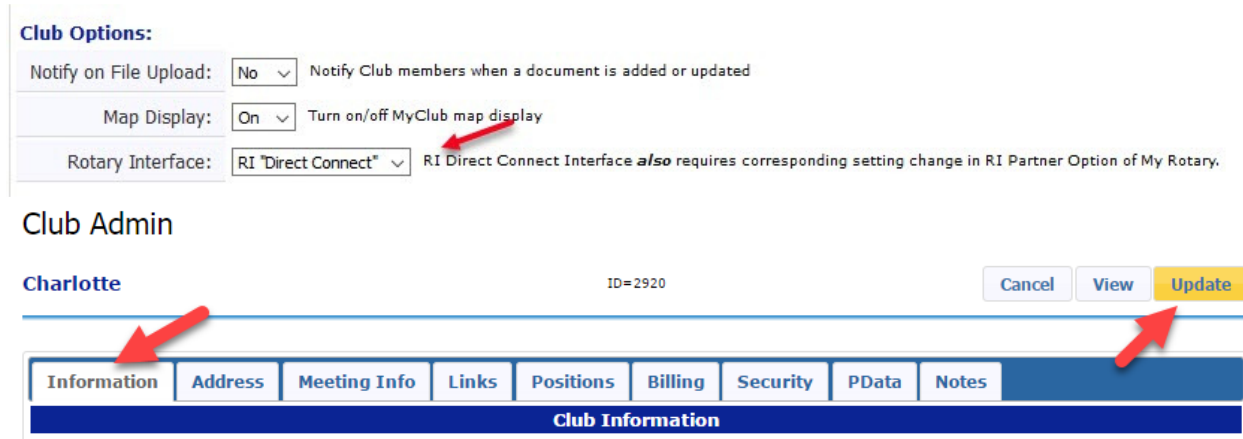 Club Options:
Notify on File Upload: No Notify Club members when a document is added or updated
Map Display: On Turn on/off MyClub map display
Rotary Interface: RI "Direct Connect" RI Direct Connect Interface also requires corresponding setting change in RI Partner Option of My Rotary.
Club Admin
Charlotte ID=2920 Cancel View Update
Information Address Meeting Info Links Positions Billing Security PData Notes
Club Information